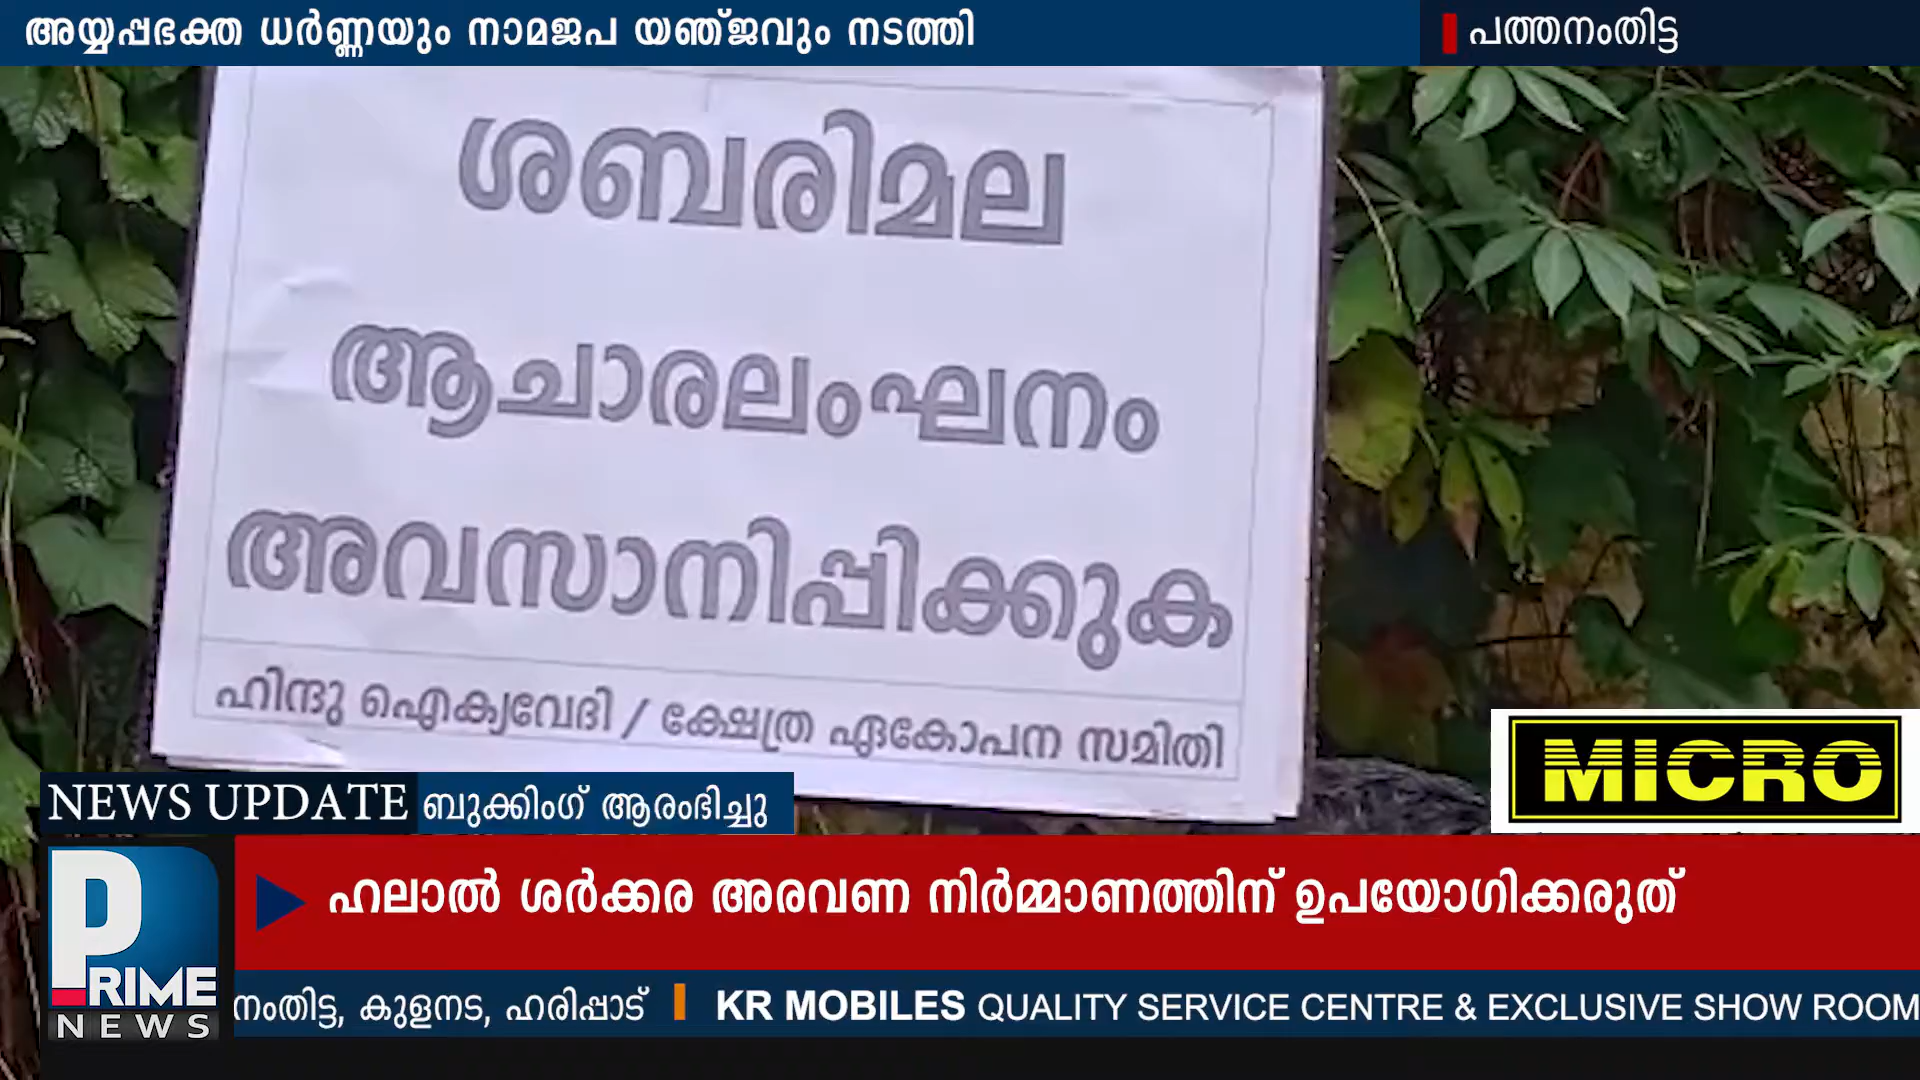 അയ്യപ്പഭക്ത ധർണ്ണയും നാമജപ യഞ്ജവും നടത്തി
പത്തനംതിട്ട
ശബരിമല
ആചാരലംഘനം
അവസാനിപ്പിക്കുക
ഹിന്ദു ഐക്യവേദി / ക്ഷേത്ര ഏകോപന സമിതി
MICRO
NEWS UPDATE ബുക്കിംഗ് ആരംഭിച്ചു
ഹലാൽ ശർക്കര അരവണ നിർമ്മാണത്തിന് ഉപയോഗിക്കരുത്
PRIME
NEWS
നംതിട്ട, കുളനട, ഹരിപ്പാട് KR MOBILES QUALITY SERVICE CENTRE & EXCLUSIVE SHOW ROOM